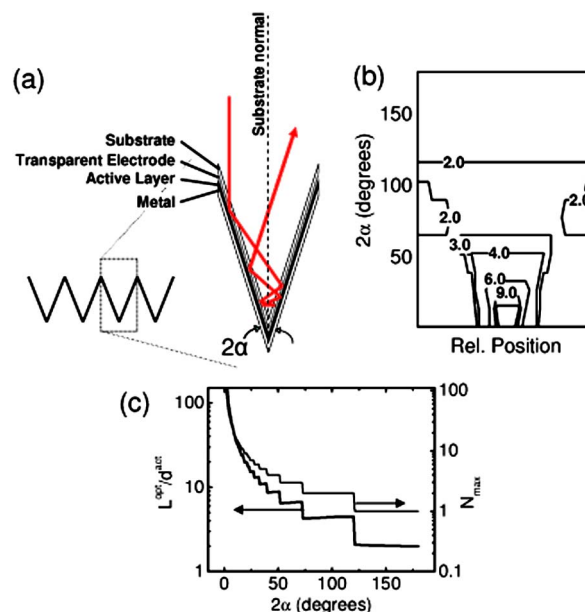 (a)
Substrate normal
Substrate
Transparent Electrode
Active Layer
Metal
2α
(b)
2α (degrees)
150
100
50
2.0
2.0
2.0
3.0
4.0
6.0
9.0
Rel. Position
(c)
L^opt/d^act
100
10
1
100
10
1
0.1
N_max
0
50
100
150
2α (degrees)